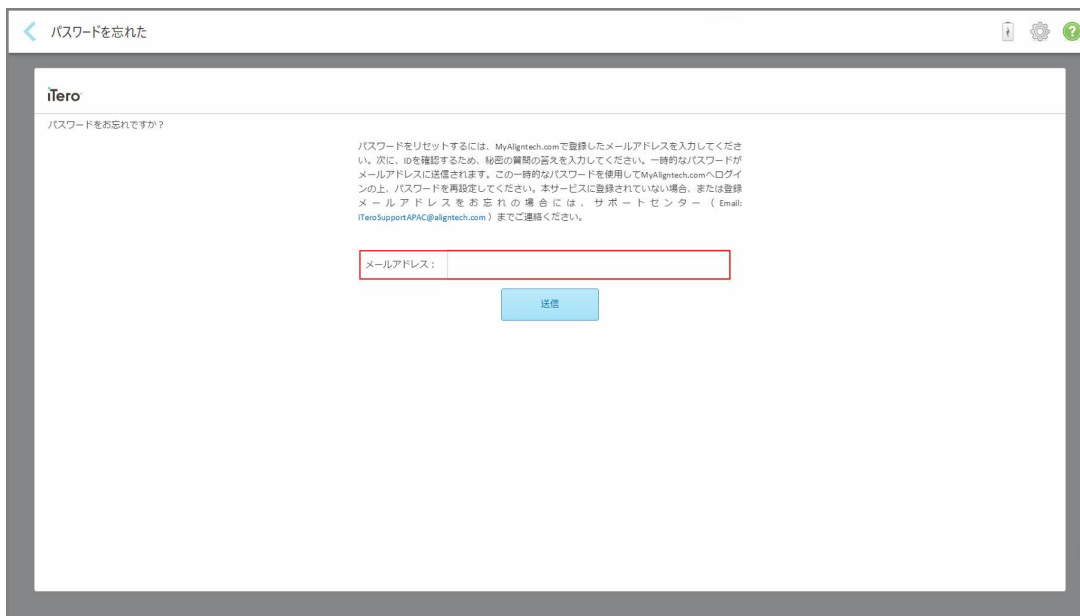 パスワードを忘れた
iTero
パスワードをお忘れですか？
パスワードをリセットするには、MyAligntech.comで登録したメールアドレスを入力してくださ
い。次に、IDを確認するため、秘密の質問の答えを入力してください。一時的なパスワードが
メールアドレスに送信されます。この一時的なパスワードを使用してMyAligntech.comへログイ
ンの上、パスワードを再設定してください。本サービスに登録されていない場合、または登録
メールアドレスをお忘れの場合には、サポートセンター（Email:
iTeroSupportAPAC@aligntech.com ）までご連絡ください。
メールアドレス：
送信